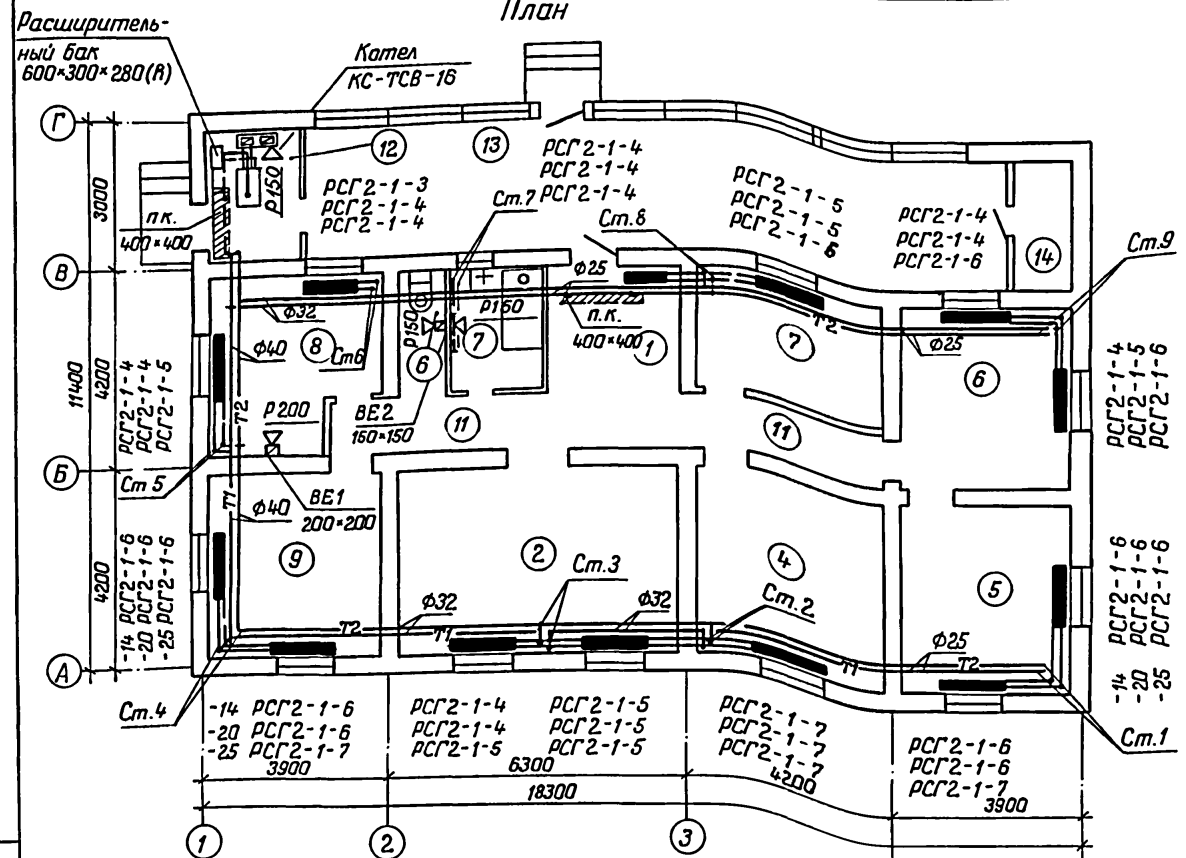 План
Расширитель-
ный бак
600×300×280(h)
Котел
КС-ТСВ-16
Г
12
13
РСГ2-1-4
РСГ2-1-4
РСГ2-1-4
Р150
РСГ2-1-3
РСГ2-1-4
РСГ2-1-4
РСГ2-1-5
РСГ2-1-5
РСГ2-1-6
РСГ2-1-4
РСГ2-1-4
РСГ2-1-6
3000
п.к.
400×400
Ст.7
Ст.8
14
Ст.9
В
ф25
ф32
Р150
Р150
п.к.
400×400
Т2
ф25
ф40
8
Ст6
6
7
1
7
6
11400
4200
РСГ2-1-4
РСГ2-1-4
РСГ2-1-5
Т2
Р200
ВЕ2
160×150
11
11
РСГ2-1-4
РСГ2-1-5
РСГ2-1-6
Б
Ст 5
Т1
ф40
ВЕ1
200×200
4200
-14 РСГ2-1-6
-20 РСГ2-1-6
-25 РСГ2-1-6
9
2
Ст.3
4
Ст.2
5
-14 РСГ2-1-6
-20 РСГ2-1-6
-25 РСГ2-1-6
ф32
ф32
Т2
Т1
Т1
ф25
Т2
А
Ст.4
Ст.1
-14 РСГ2-1-6
-20 РСГ2-1-6
-25 РСГ2-1-7
РСГ2-1-4
РСГ2-1-4
РСГ2-1-5
РСГ2-1-5
РСГ2-1-5
РСГ2-1-5
РСГ2-1-7
РСГ2-1-7
РСГ2-1-7
РСГ2-1-6
РСГ2-1-6
РСГ2-1-7
3900
6300
4200
3900
18300
1
2
3